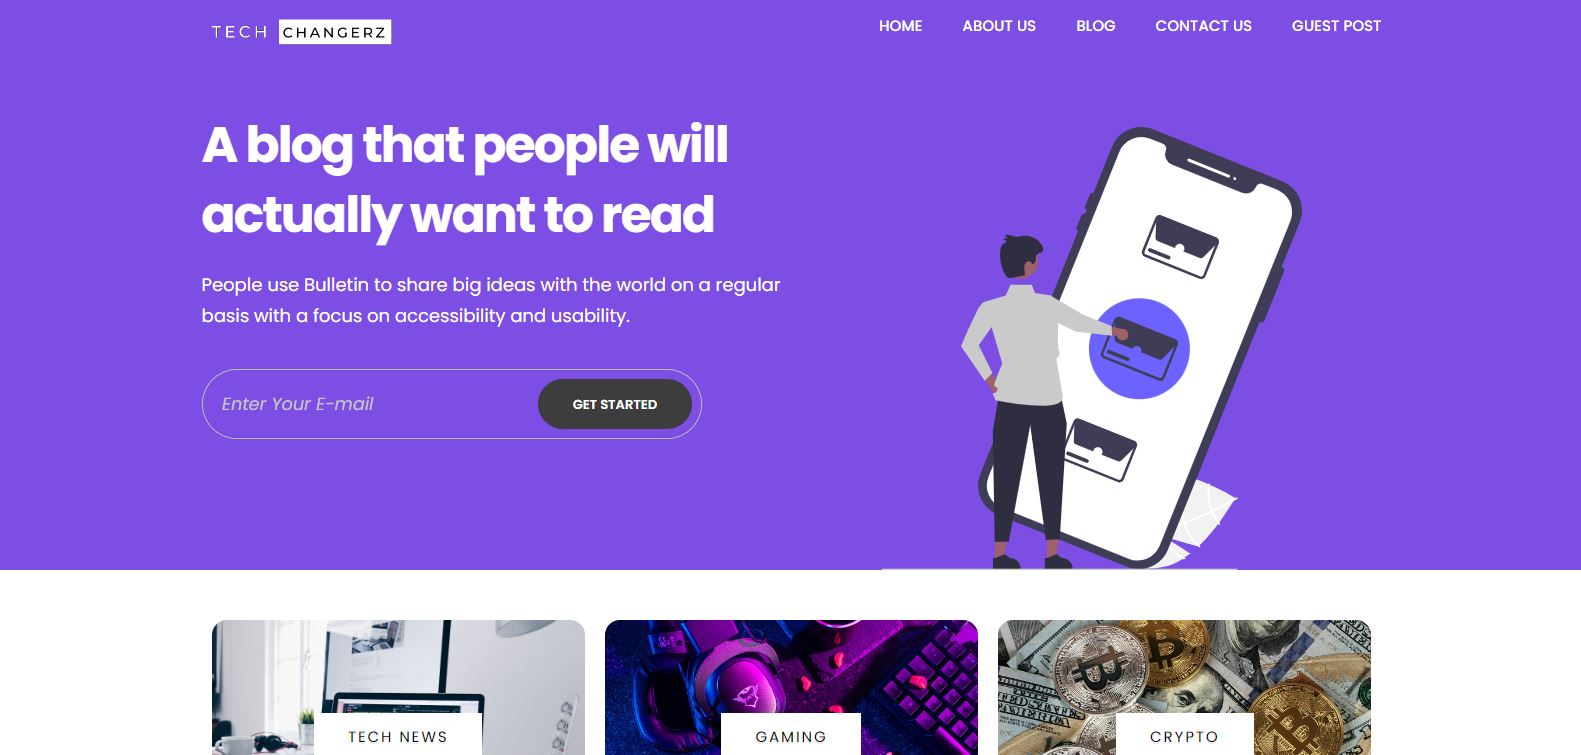 TECH CHANGERZ
HOME ABOUT US BLOG CONTACT US GUEST POST
A blog that people will
actually want to read
People use Bulletin to share big ideas with the world on a regular
basis with a focus on accessibility and usability.
Enter Your E-mail
GET STARTED
TECH NEWS
GAMING
CRYPTO